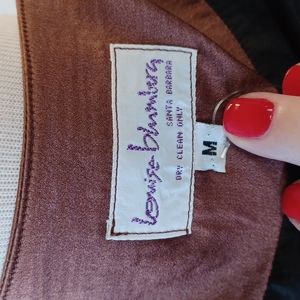 louise blumberg
SANTA BARBARA
DRY CLEAN ONLY
M